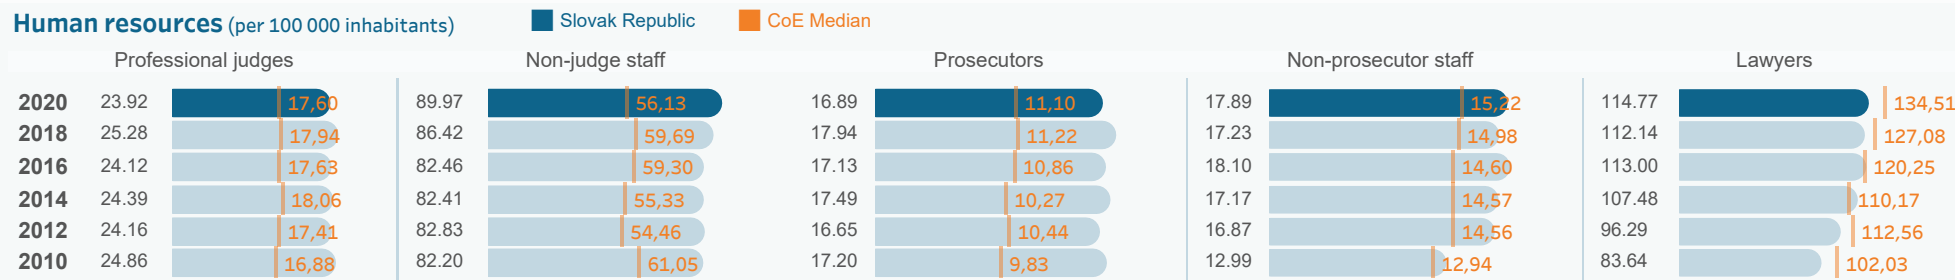 Human resources (per 100 000 inhabitants) Slovak Republic CoE Median
Professional judges Non-judge staff Prosecutors Non-prosecutor staff Lawyers
2020 23.92 17,60 89.97 56,13 16.89 11,10 17.89 15,22 114.77 134,51
2018 25.28 17,94 86.42 59,69 17.94 11,22 17.23 14,98 112.14 127,08
2016 24.12 17,63 82.46 59,30 17.13 10,86 18.10 14,60 113.00 120,25
2014 24.39 18,06 82.41 55,33 17.49 10,27 17.17 14,57 107.48 110,17
2012 24.16 17,41 82.83 54,46 16.65 10,44 16.87 14,56 96.29 112,56
2010 24.86 16,88 82.20 61,05 17.20 9,83 12.99 12,94 83.64 102,03